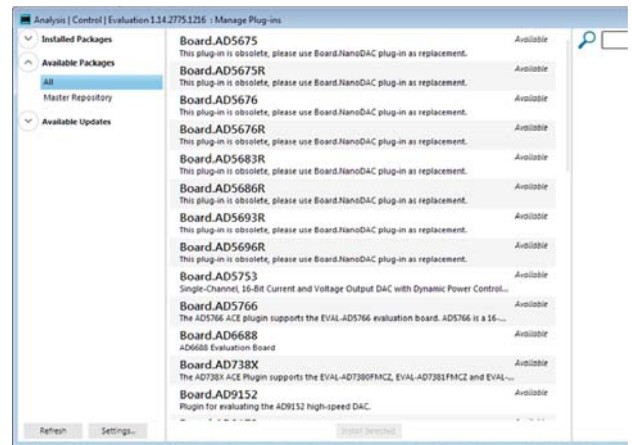 Analysis | Control | Evaluation 1.14.2775.1216 : Manage Plug-ins
Installed Packages
Available Packages
All
Master Repository
Available Updates
Board.AD5675
Available
This plug-in is obsolete, please use Board.NanoDAC plug-in as replacement.
Board.AD5675R
Available
This plug-in is obsolete, please use Board.NanoDAC plug-in as replacement.
Board.AD5676
Available
This plug-in is obsolete, please use Board.NanoDAC plug-in as replacement.
Board.AD5676R
Available
This plug-in is obsolete, please use Board.NanoDAC plug-in as replacement.
Board.AD5683R
Available
This plug-in is obsolete, please use Board.NanoDAC plug-in as replacement.
Board.AD5686R
Available
This plug-in is obsolete, please use Board.NanoDAC plug-in as replacement.
Board.AD5693R
Available
This plug-in is obsolete, please use Board.NanoDAC plug-in as replacement.
Board.AD5696R
Available
This plug-in is obsolete, please use Board.NanoDAC plug-in as replacement.
Board.AD5753
Available
Single-Channel, 16-Bit Current and Voltage Output DAC with Dynamic Power Control...
Board.AD5766
Available
The AD5766 ACE plugin supports the EVAL-AD5766 evaluation board. AD5766 is a 16-...
Board.AD6688
Available
AD6688 Evaluation Board
Board.AD738X
Available
The AD738X ACE Plugin supports the EVAL-AD7380FMCZ, EVAL-AD7381FMCZ and EVAL-...
Board.AD9152
Available
Plugin for evaluating the AD9152 high-speed DAC.
Refresh
Settings...
Install Selected